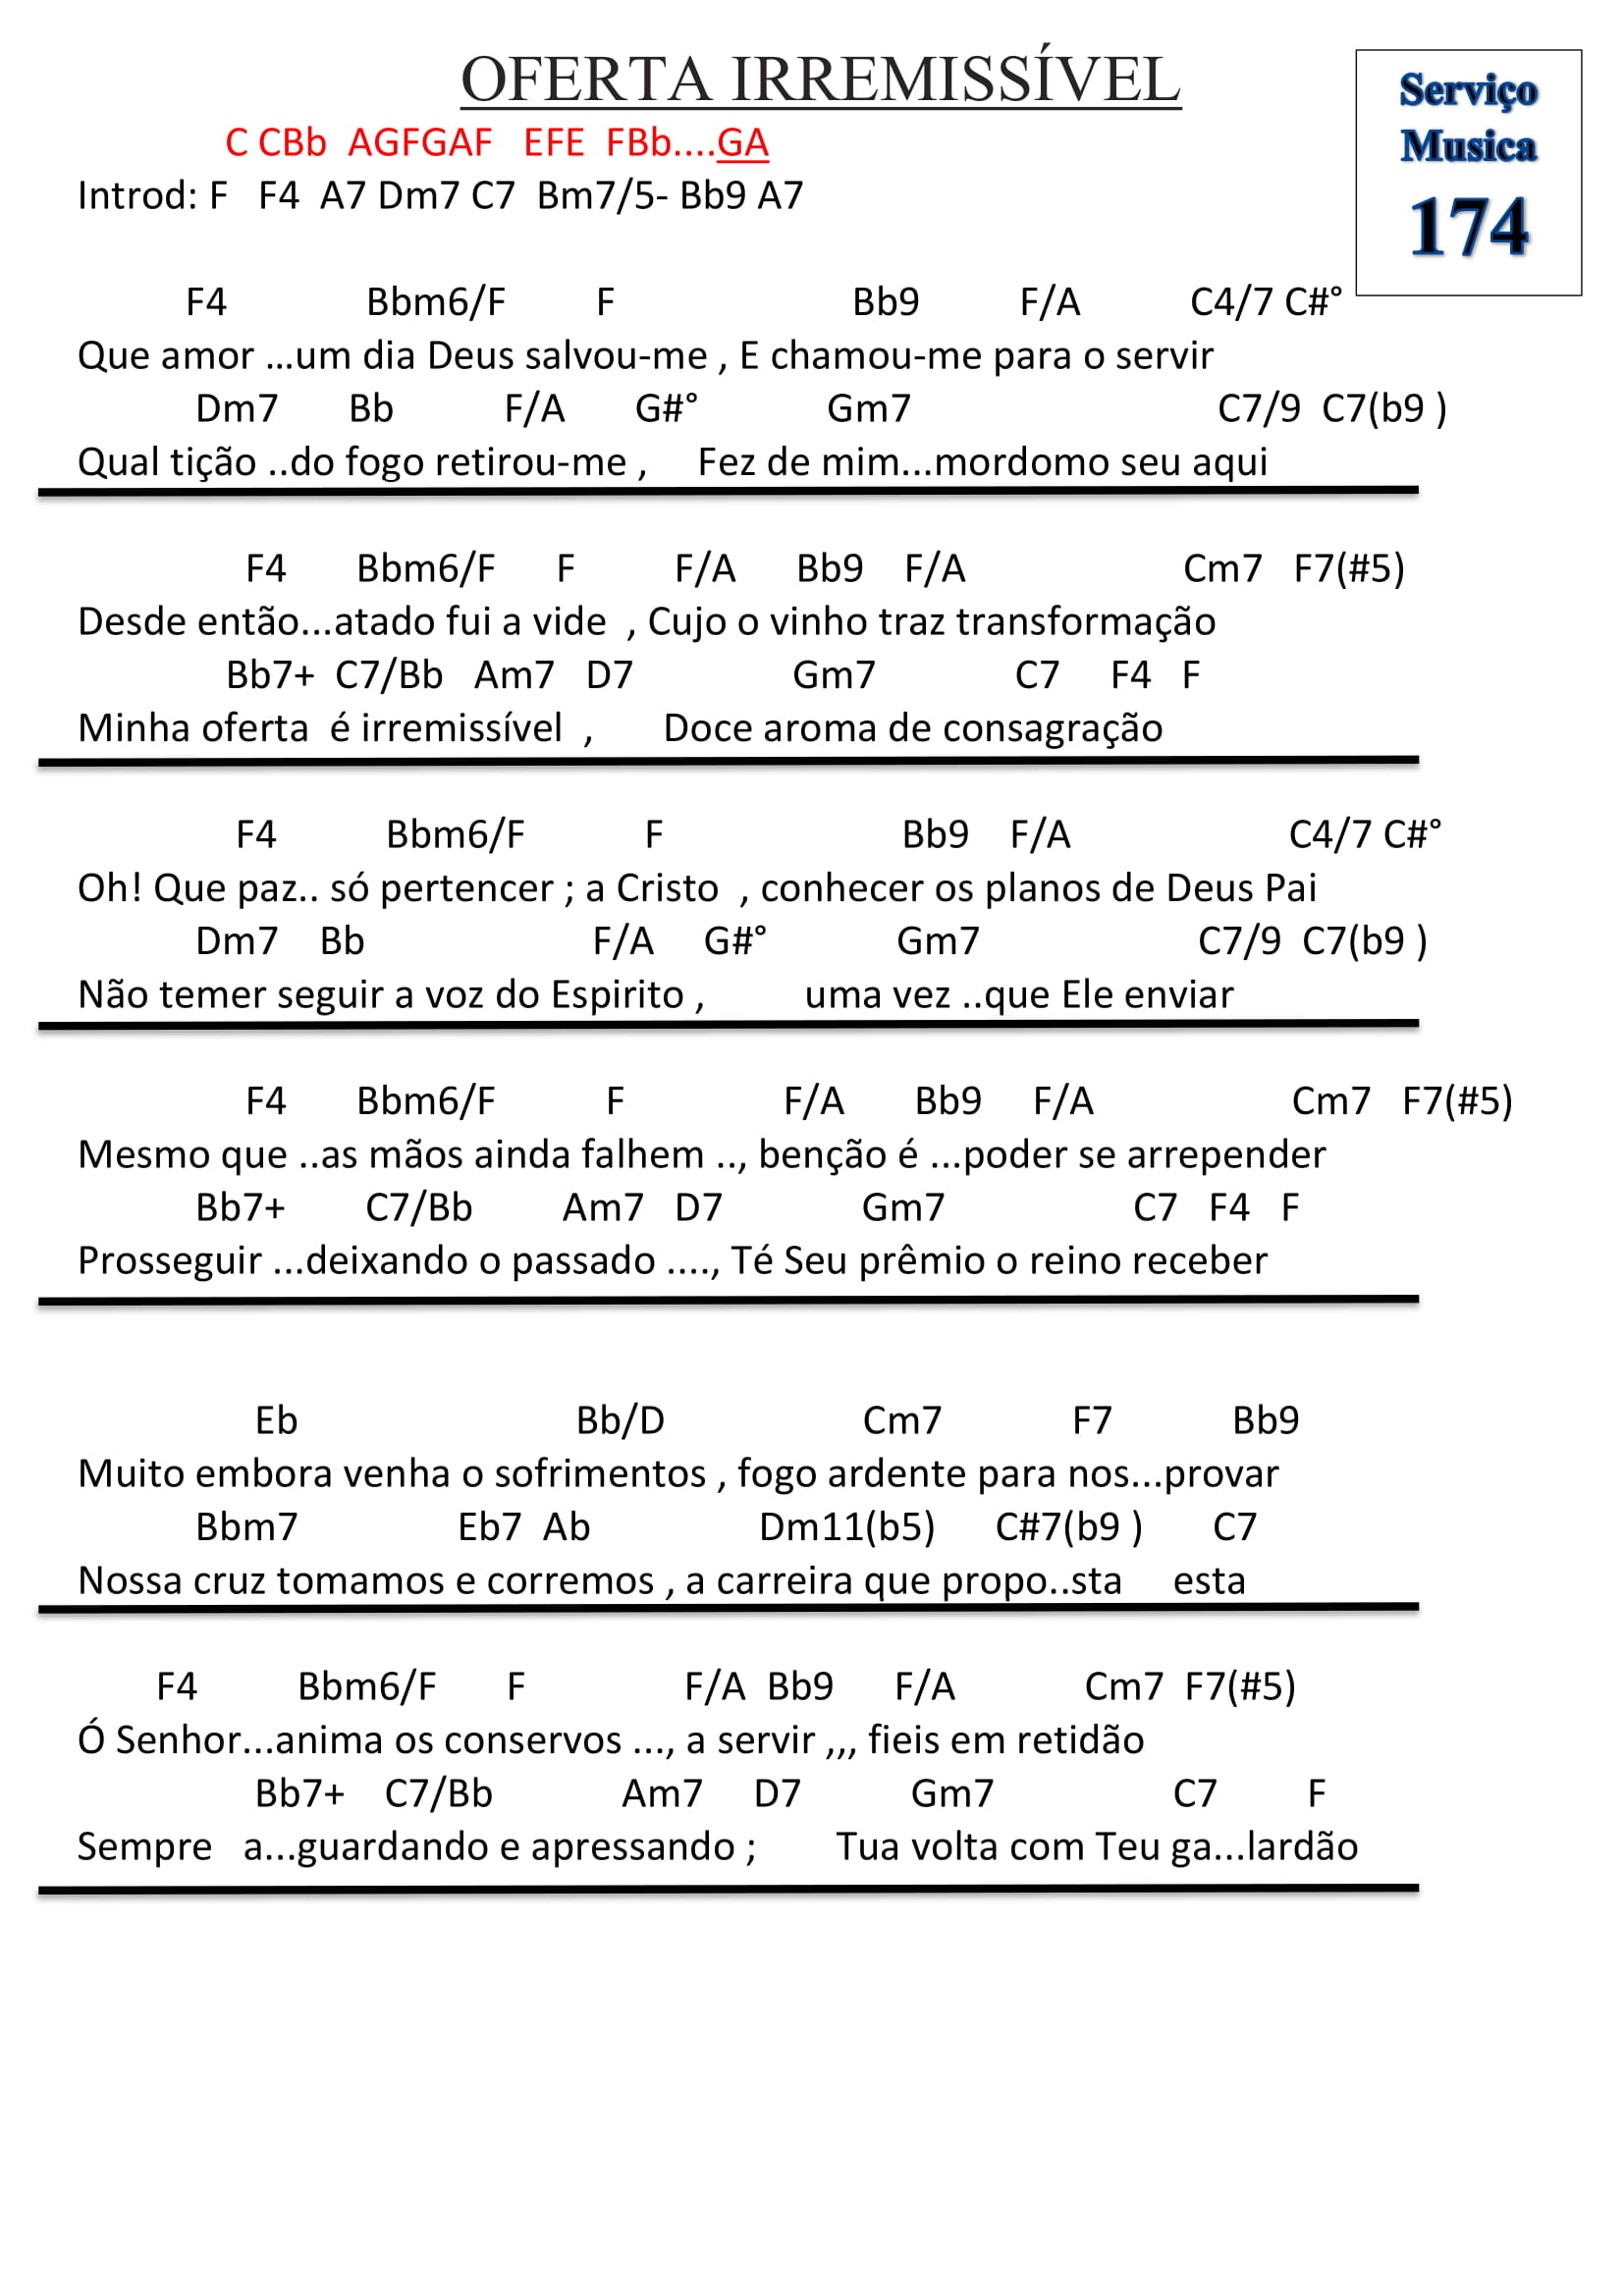 OFERTA IRREMISSÍVEL
Serviço
Musica
174
C CBb AGFGAF EFE FBb....GA
Introd: F F4 A7 Dm7 C7 Bm7/5- Bb9 A7
F4 Bbm6/F F Bb9 F/A C4/7 C#°
Que amor ...um dia Deus salvou-me , E chamou-me para o servir
Dm7 Bb F/A G#° Gm7 C7/9 C7(b9 )
Qual tição ..do fogo retirou-me , Fez de mim...mordomo seu aqui
F4 Bbm6/F F F/A Bb9 F/A Cm7 F7(#5)
Desde então...atado fui a vide , Cujo o vinho traz transformação
Bb7+ C7/Bb Am7 D7 Gm7 C7 F4 F
Minha oferta é irremissível , Doce aroma de consagração
F4 Bbm6/F F Bb9 F/A C4/7 C#°
Oh! Que paz.. só pertencer ; a Cristo , conhecer os planos de Deus Pai
Dm7 Bb F/A G#° Gm7 C7/9 C7(b9 )
Não temer seguir a voz do Espirito , uma vez ..que Ele enviar
F4 Bbm6/F F F/A Bb9 F/A Cm7 F7(#5)
Mesmo que ..as mãos ainda falhem .., benção é ...poder se arrepender
Bb7+ C7/Bb Am7 D7 Gm7 C7 F4 F
Prosseguir ...deixando o passado ...., Té Seu prêmio o reino receber
Eb Bb/D Cm7 F7 Bb9
Muito embora venha o sofrimentos , fogo ardente para nos...provar
Bbm7 Eb7 Ab Dm11(b5) C#7(b9 ) C7
Nossa cruz tomamos e corremos , a carreira que propo..sta esta
F4 Bbm6/F F F/A Bb9 F/A Cm7 F7(#5)
Ó Senhor...anima os conservos ..., a servir ,,, fieis em retidão
Bb7+ C7/Bb Am7 D7 Gm7 C7 F
Sempre a...guardando e apressando ; Tua volta com Teu ga...lardão